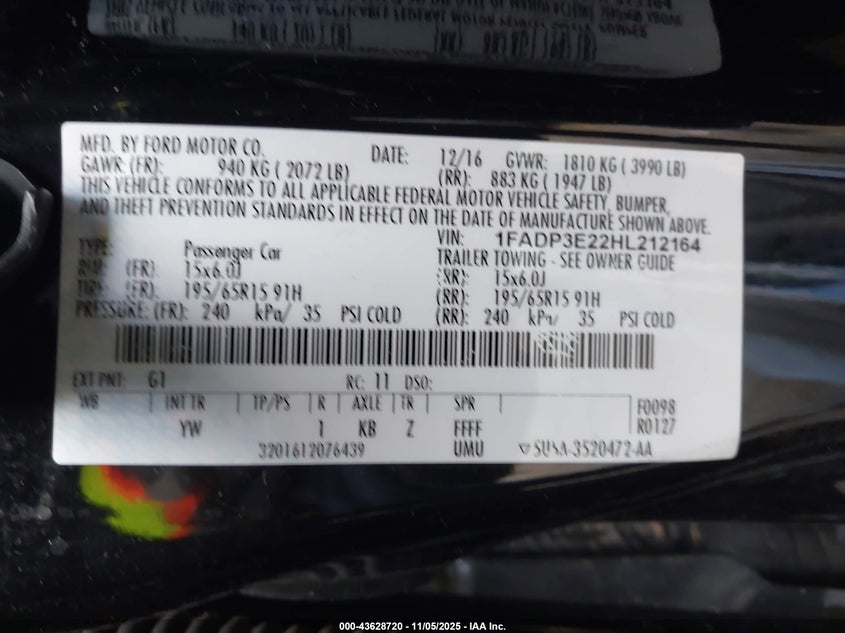 MFD. BY FORD MOTOR CO. DATE: 12/16 GVWR: 1810 KG ( 3990 LB)
GAWR: (FR): 940 KG ( 2072 LB) (RR): 883 KG ( 1947 LB)
THIS VEHICLE CONFORMS TO ALL APPLICABLE FEDERAL MOTOR VEHICLE SAFETY, BUMPER,
AND THEFT PREVENTION STANDARDS IN EFFECT ON THE DATE OF MANUFACTURE SHOWN ABOVE.
VIN: 1FADP3E22HL212164
TYPE: Passenger Car TRAILER TOWING - SEE OWNER GUIDE
RIM: (FR): 15x6.0J (RR): 15x6.0J
TIRE: (FR): 195/65R15 91H (RR): 195/65R15 91H
PRESSURE: (FR): 240 kPa/ 35 PSI COLD (RR): 240 kPa/ 35 PSI COLD
EXT PNT: G1 RC: 11 DSO:
WB INT TR TP/PS R AXLE TR SPR F0098
YW 1 KB Z FFFF R0127
3201612076439 UMU ▽ SU5A-3520472-AA
000-43628720 - 11/05/2025 - IAA Inc.